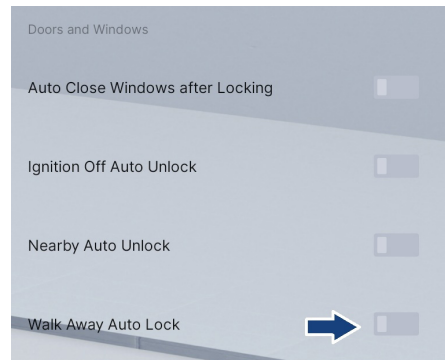 Doors and Windows
Auto Close Windows after Locking
Ignition Off Auto Unlock
Nearby Auto Unlock
Walk Away Auto Lock